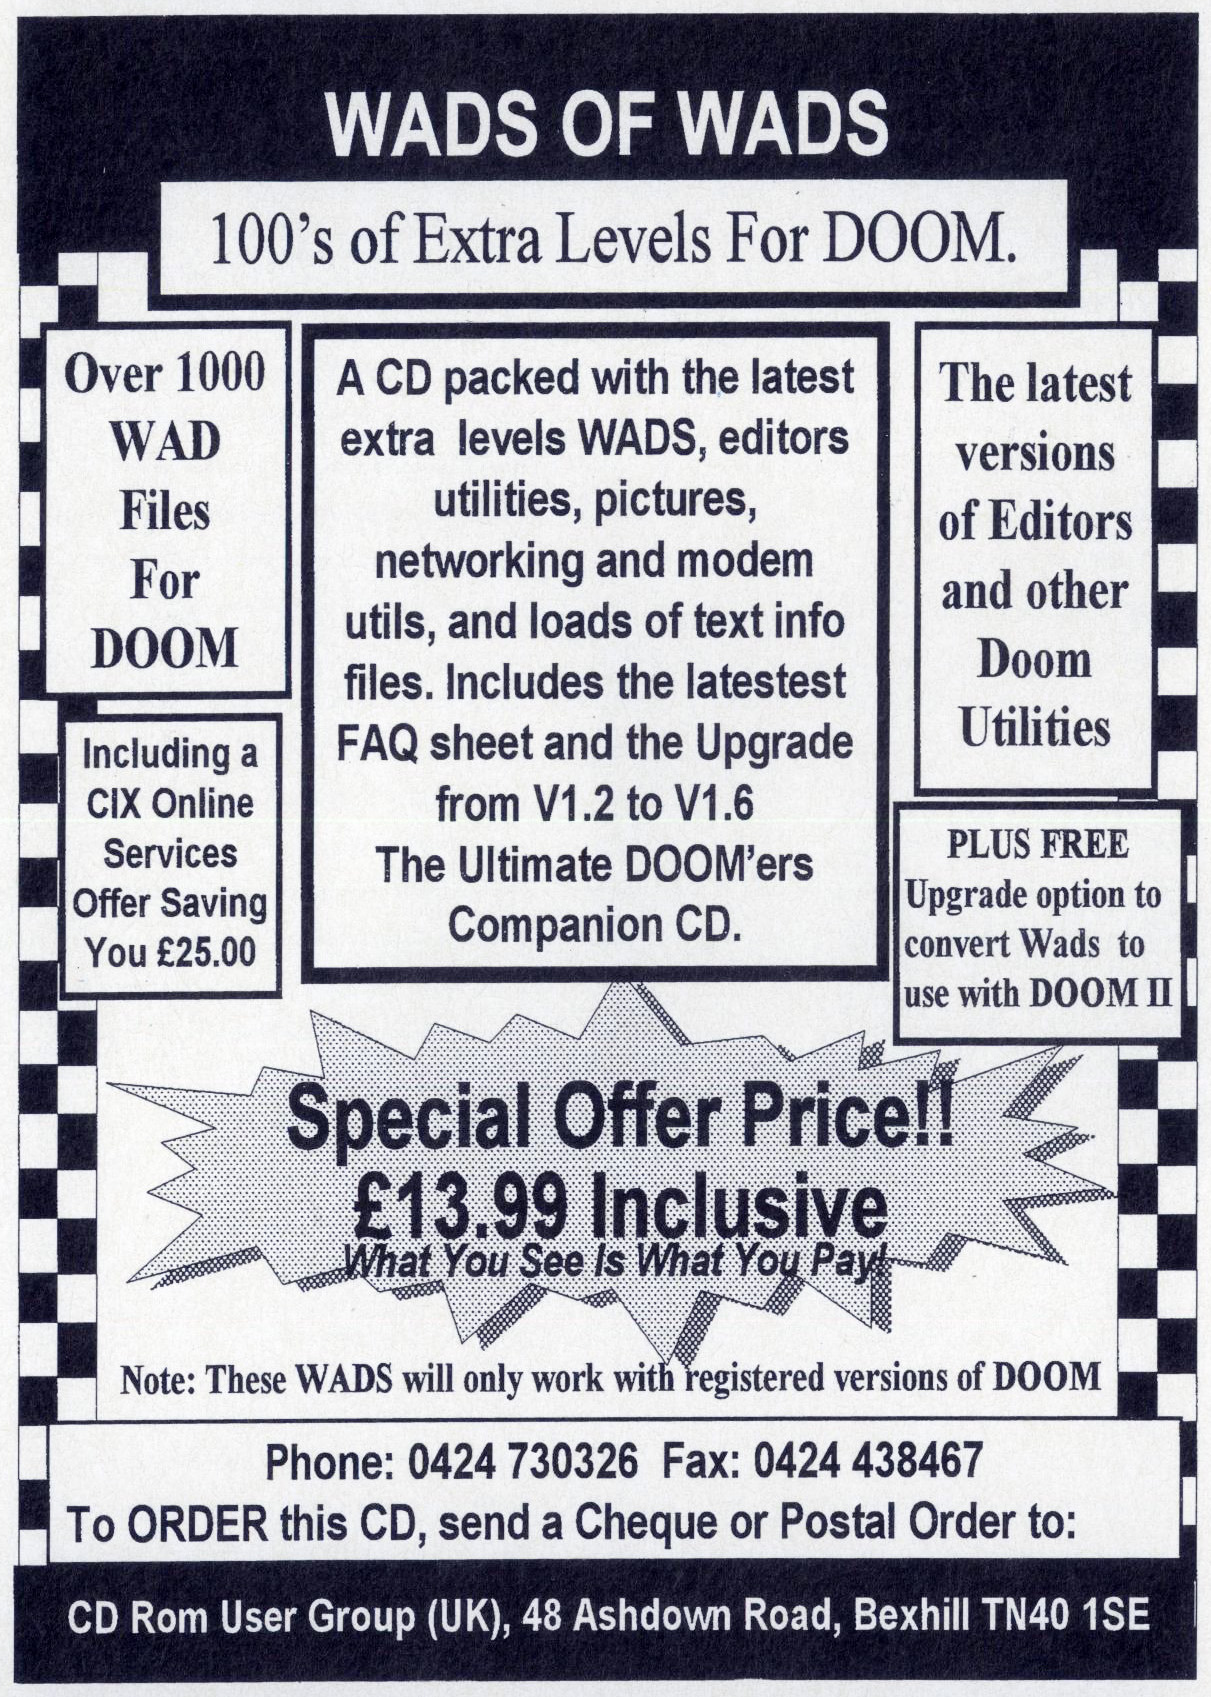 WADS OF WADS
100's of Extra Levels For DOOM.
Over 1000
WAD
Files
For
DOOM
Including a
CIX Online
Services
Offer Saving
You £25.00
A CD packed with the latest
extra levels WADS, editors
utilities, pictures,
networking and modem
utils, and loads of text info
files. Includes the latestest
FAQ sheet and the Upgrade
from V1.2 to V1.6
The Ultimate DOOM'ers
Companion CD.
The latest
versions
of Editors
and other
Doom
Utilities
PLUS FREE
Upgrade option to
convert Wads to
use with DOOM II
Special Offer Price!!
£13.99 Inclusive
What You See Is What You Pay!
Note: These WADS will only work with registered versions of DOOM
Phone: 0424 730326 Fax: 0424 438467
To ORDER this CD, send a Cheque or Postal Order to:
CD Rom User Group (UK), 48 Ashdown Road, Bexhill TN40 1SE